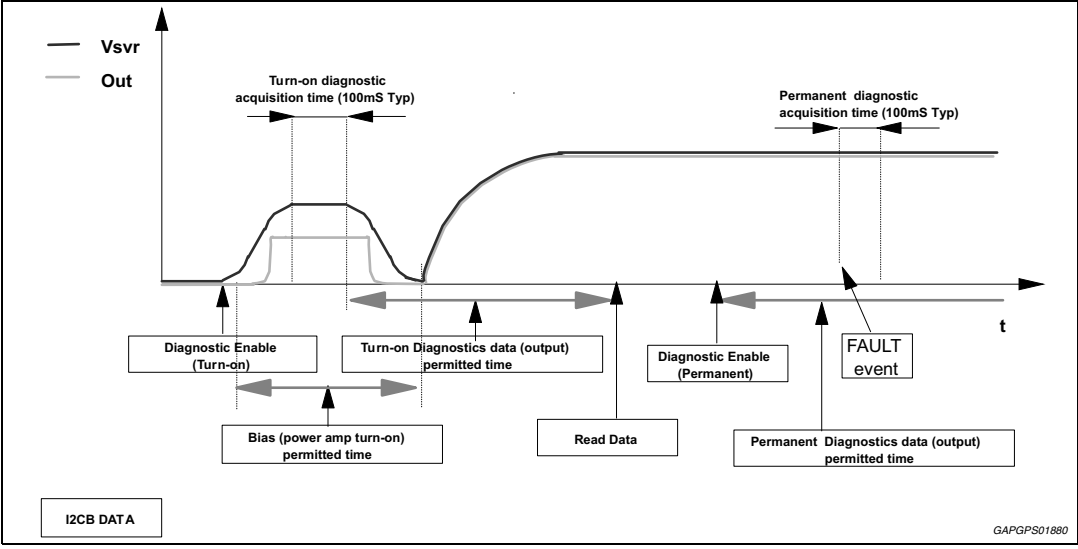 Vsvr
Out
Turn-on diagnostic
acquisition time (100mS Typ)
Permanent diagnostic
acquisition time (100mS Typ)
t
Diagnostic Enable
(Turn-on)
Turn-on Diagnostics data (output)
permitted time
Diagnostic Enable
(Permanent)
FAULT
event
Bias (power amp turn-on)
permitted time
Read Data
Permanent Diagnostics data (output)
permitted time
I2CB DATA
GAPGPS01880